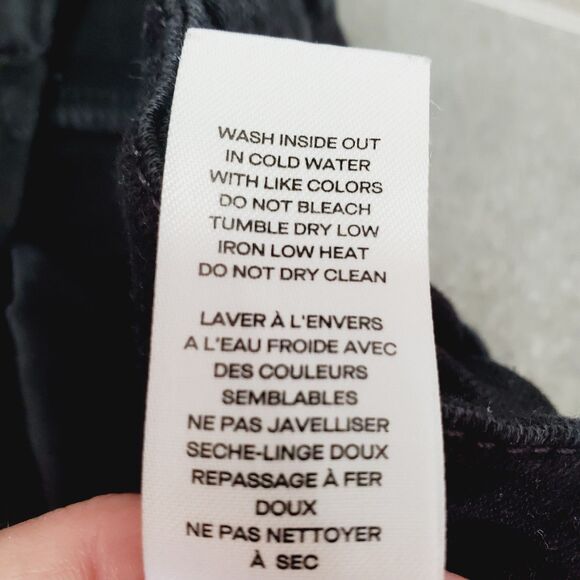 WASH INSIDE OUT
IN COLD WATER
WITH LIKE COLORS
DO NOT BLEACH
TUMBLE DRY LOW
IRON LOW HEAT
DO NOT DRY CLEAN
LAVER À L'ENVERS
A L'EAU FROIDE AVEC
DES COULEURS
SEMBLABLES
NE PAS JAVELLISER
SECHE-LINGE DOUX
REPASSAGE À FER
DOUX
NE PAS NETTOYER
À SEC